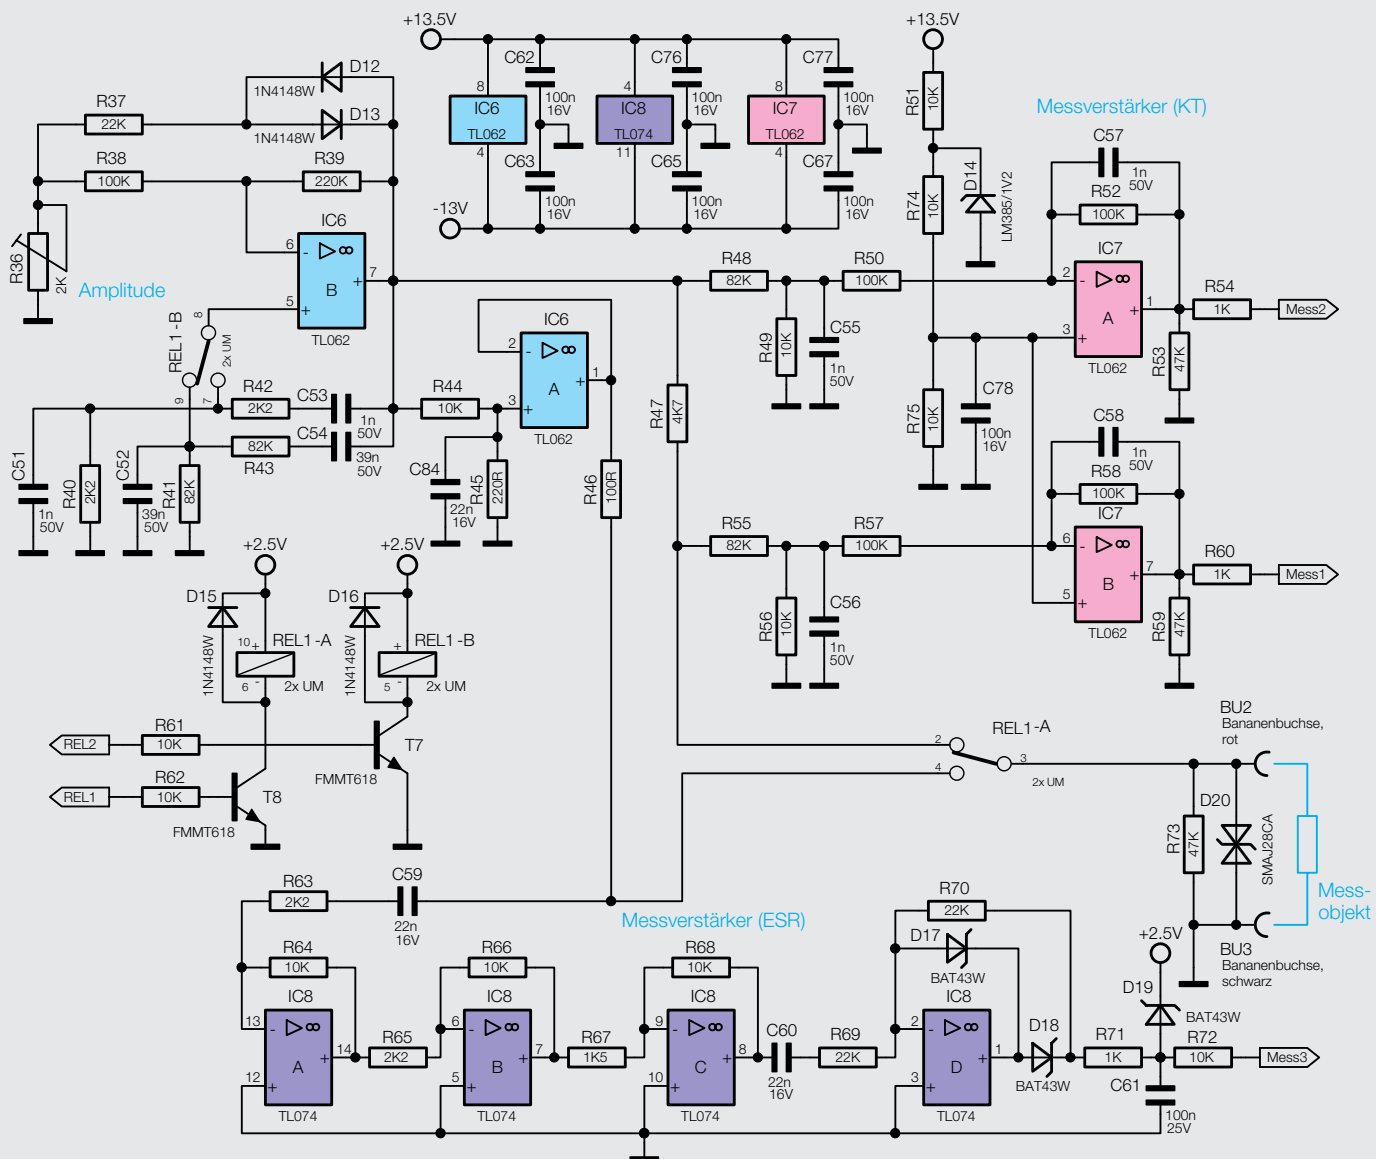 +13.5V
-13V
C62
100n
16V
C63
100n
16V
8
IC6
TL062
4
C76
100n
16V
C65
100n
16V
4
IC8
TL074
11
C77
100n
16V
C67
100n
16V
8
IC7
TL062
4
D12
1N4148W
D13
1N4148W
R37
22K
R38
100K
R39
220K
R36
2K
Amplitude
IC6
6
-
▷∞
B
+
7
5
+
TL062
8
REL1-B
2x UM
9
7
R42
2K2
C53
1n
50V
R43
82K
C54
39n
50V
C51
1n
50V
R40
2K2
C52
39n
50V
R41
82K
R44
10K
C84
22n
16V
R45
220R
IC6
2
-
▷∞
A
+
1
3
+
TL062
R46
100R
R47
4K7
R48
82K
R49
10K
C55
1n
50V
R50
100K
R55
82K
R56
10K
C56
1n
50V
R57
100K
+13.5V
R51
10K
R74
10K
D14
LM385/1V2
R75
10K
C78
100n
16V
Messverstärker (KT)
C57
1n
50V
R52
100K
IC7
2
-
▷∞
A
+
1
3
+
TL062
R54
1K
Mess2
R53
47K
C58
1n
50V
R58
100K
IC7
6
-
▷∞
B
+
7
5
+
TL062
R60
1K
Mess1
R59
47K
+2.5V
D15
1N4148W
10
+
REL1-A
6
-
2x UM
+2.5V
D16
1N4148W
+
REL1-B
5
-
2x UM
REL2
R61
10K
T7
FMMT618
REL1
R62
10K
T8
FMMT618
REL1-A
2
4
3
2x UM
BU2
Bananenbuchse,
rot
R73
47K
D20
SMAJ28CA
Mess-
objekt
BU3
Bananenbuchse,
schwarz
R63
2K2
C59
22n
16V
Messverstärker (ESR)
R64
10K
IC8
13
-
▷∞
A
+
14
12
+
TL074
R65
2K2
R66
10K
IC8
6
-
▷∞
B
+
7
5
+
TL074
R67
1K5
R68
10K
IC8
9
-
▷∞
C
+
8
10
+
TL074
C60
22n
16V
R69
22K
R70
22K
D17
BAT43W
IC8
2
-
▷∞
D
+
1
3
+
TL074
D18
BAT43W
R71
1K
+2.5V
D19
BAT43W
R72
10K
Mess3
C61
100n
25V